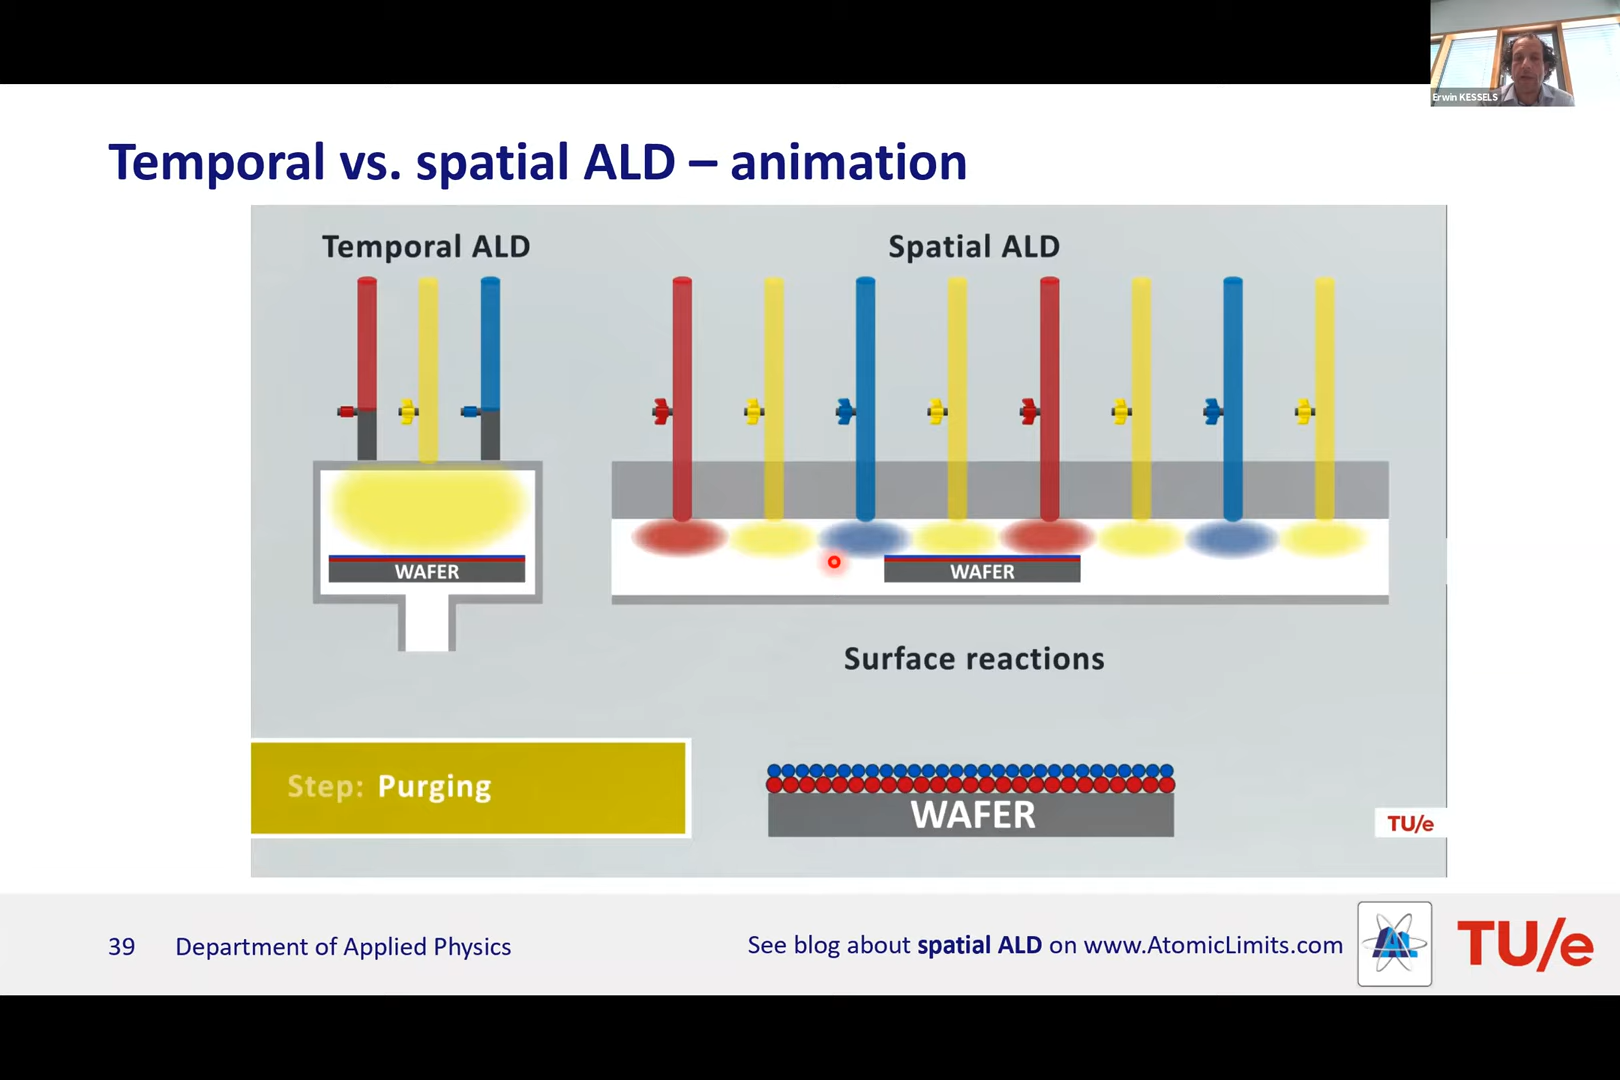 Erwin KESSELS
Temporal vs. spatial ALD – animation
Temporal ALD
Spatial ALD
WAFER
WAFER
Surface reactions
Step: Purging
WAFER
TU/e
39
Department of Applied Physics
See blog about spatial ALD on www.AtomicLimits.com
AL
TU/e